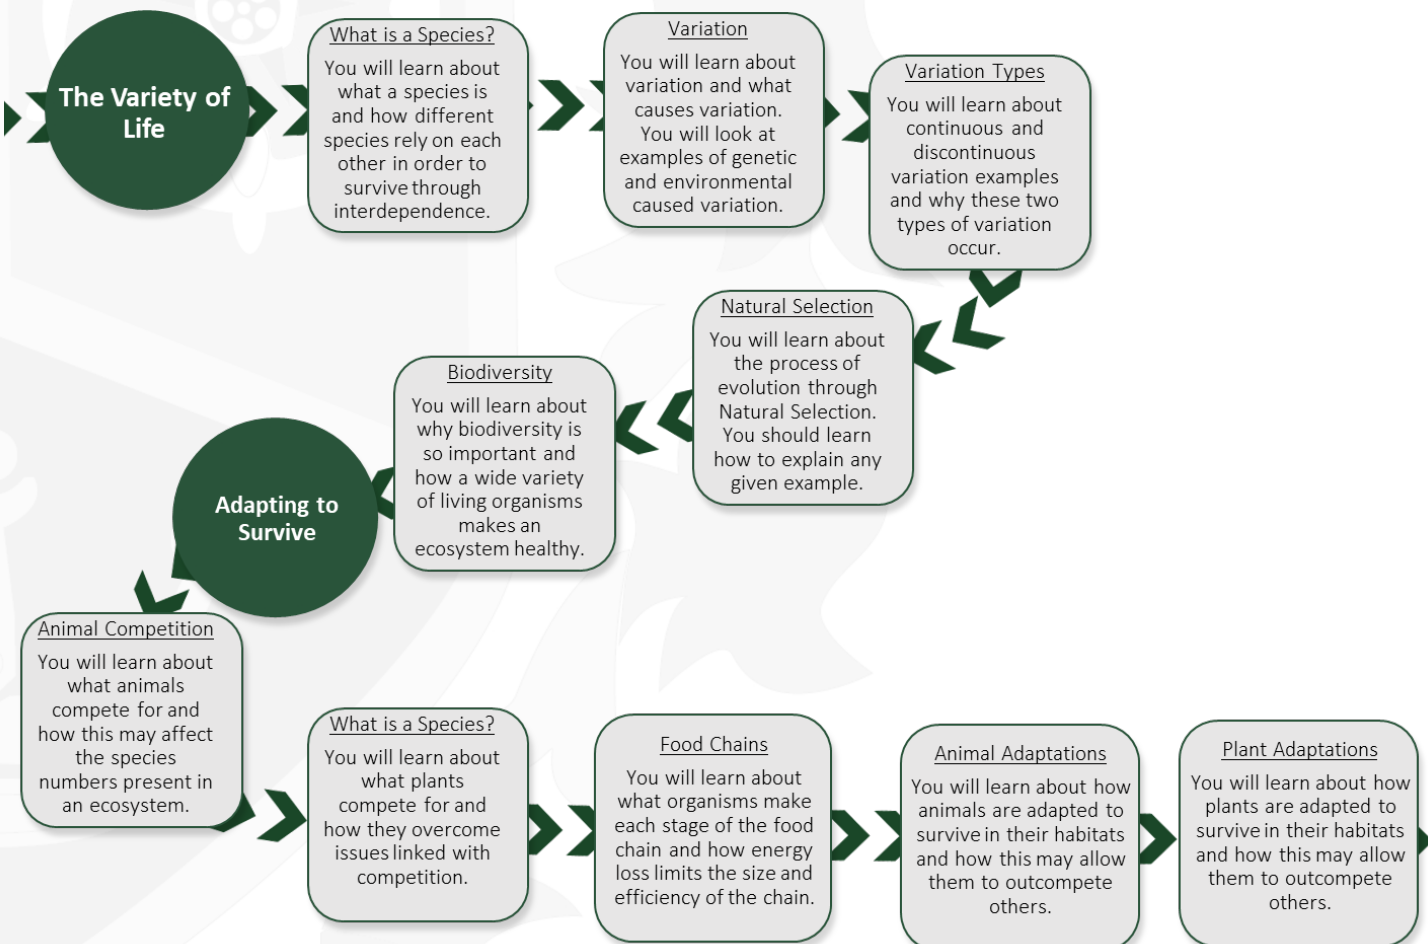 The Variety of
Life
What is a Species?
You will learn about
what a species is
and how different
species rely on each
other in order to
survive through
interdependence.
Variation
You will learn about
variation and what
causes variation.
You will look at
examples of genetic
and environmental
caused variation.
Variation Types
You will learn about
continuous and
discontinuous
variation examples
and why these two
types of variation
occur.
Natural Selection
You will learn about
the process of
evolution through
Natural Selection.
You should learn
how to explain any
given example.
Biodiversity
You will learn about
why biodiversity is
so important and
how a wide variety
of living organisms
makes an
ecosystem healthy.
Adapting to
Survive
Animal Competition
You will learn about
what animals
compete for and
how this may affect
the species
numbers present in
an ecosystem.
What is a Species?
You will learn about
what plants
compete for and
how they overcome
issues linked with
competition.
Food Chains
You will learn about
what organisms make
each stage of the food
chain and how energy
loss limits the size and
efficiency of the chain.
Animal Adaptations
You will learn about how
animals are adapted to
survive in their habitats
and how this may allow
them to outcompete
others.
Plant Adaptations
You will learn about how
plants are adapted to
survive in their habitats
and how this may allow
them to outcompete
others.